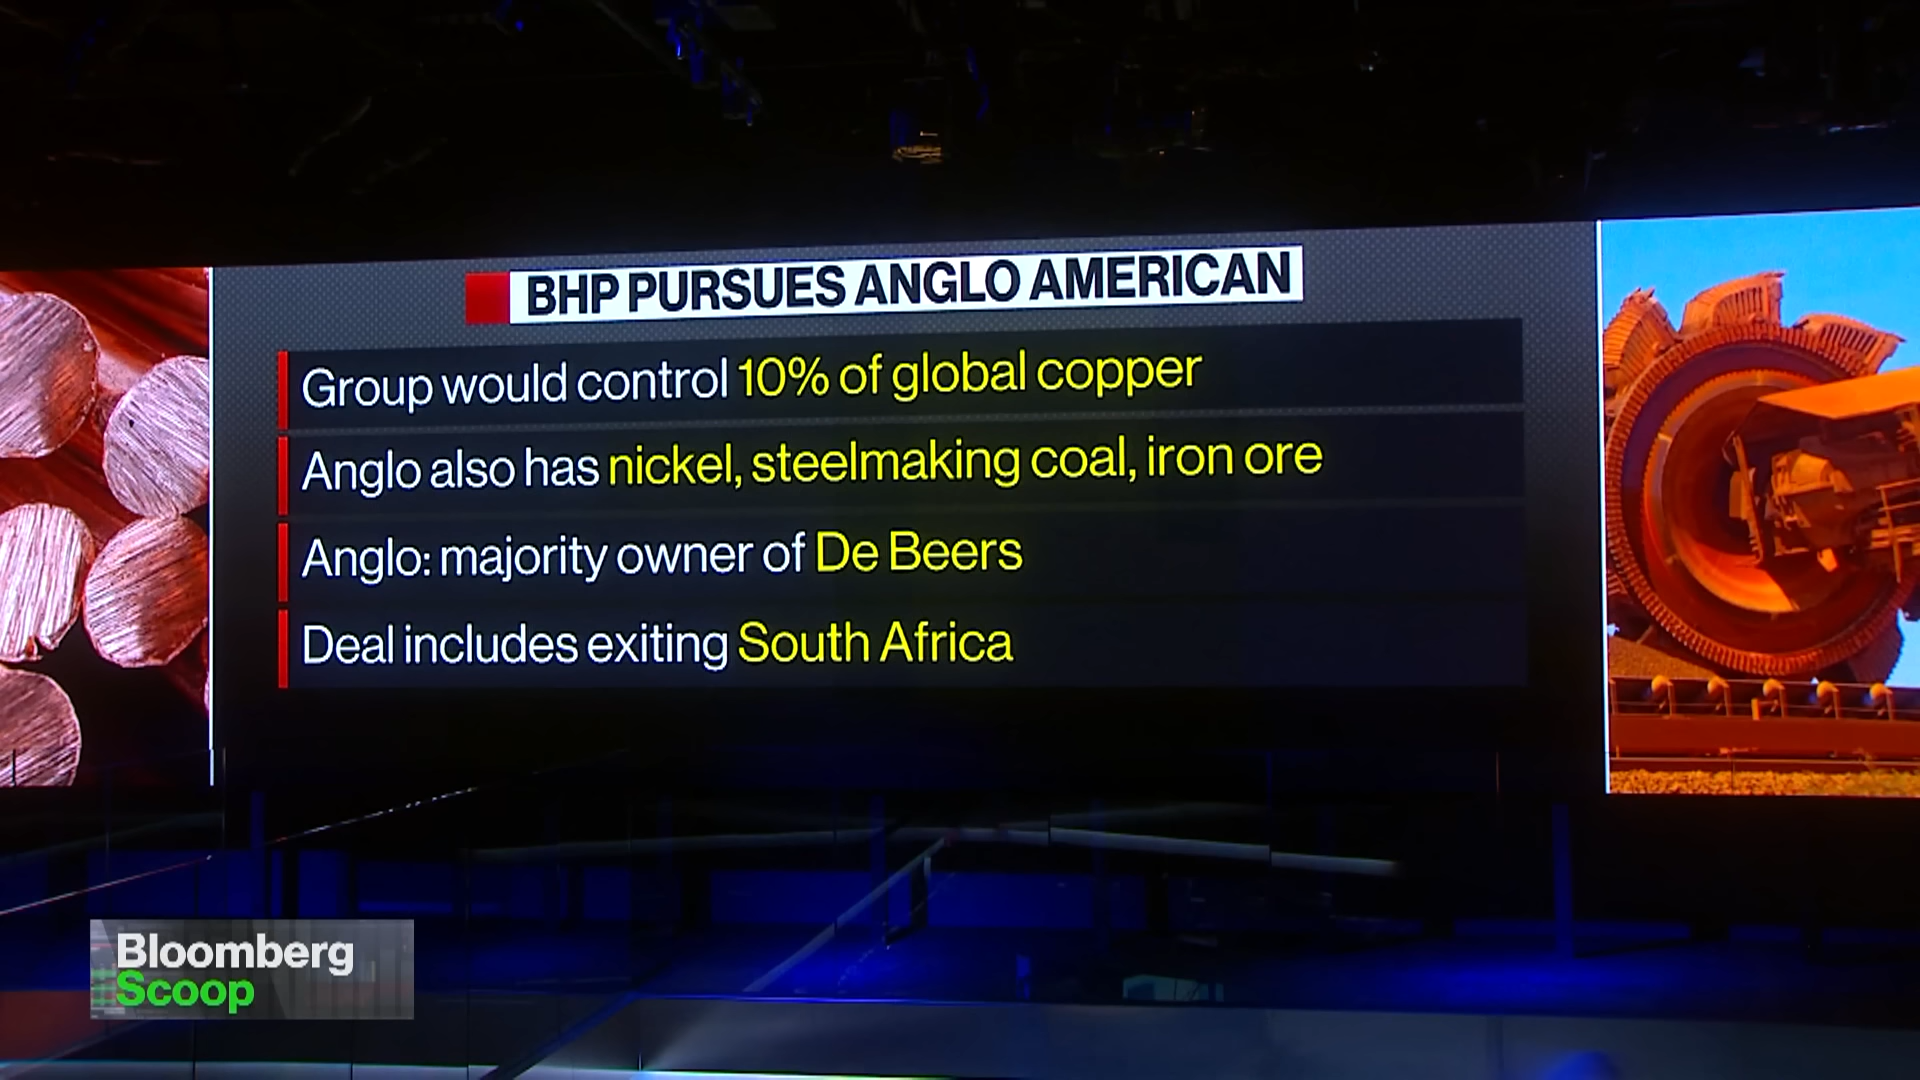 BHP PURSUES ANGLO AMERICAN
Group would control 10% of global copper
Anglo also has nickel, steelmaking coal, iron ore
Anglo: majority owner of De Beers
Deal includes exiting South Africa
Bloomberg
Scoop